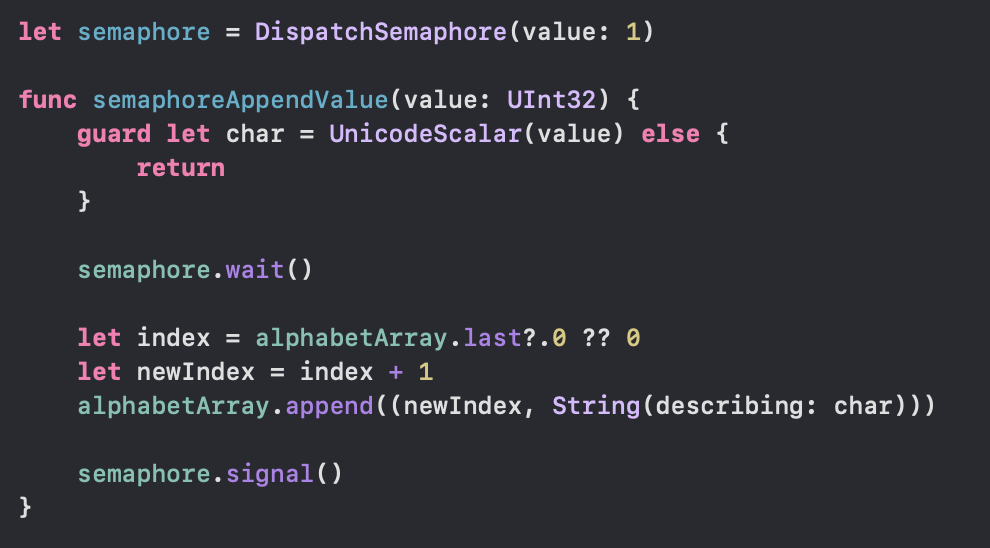 let semaphore = DispatchSemaphore(value: 1)
func semaphoreAppendValue(value: UInt32) {
    guard let char = UnicodeScalar(value) else {
        return
    }
    semaphore.wait()
    let index = alphabetArray.last?.0 ?? 0
    let newIndex = index + 1
    alphabetArray.append((newIndex, String(describing: char)))
    semaphore.signal()
}